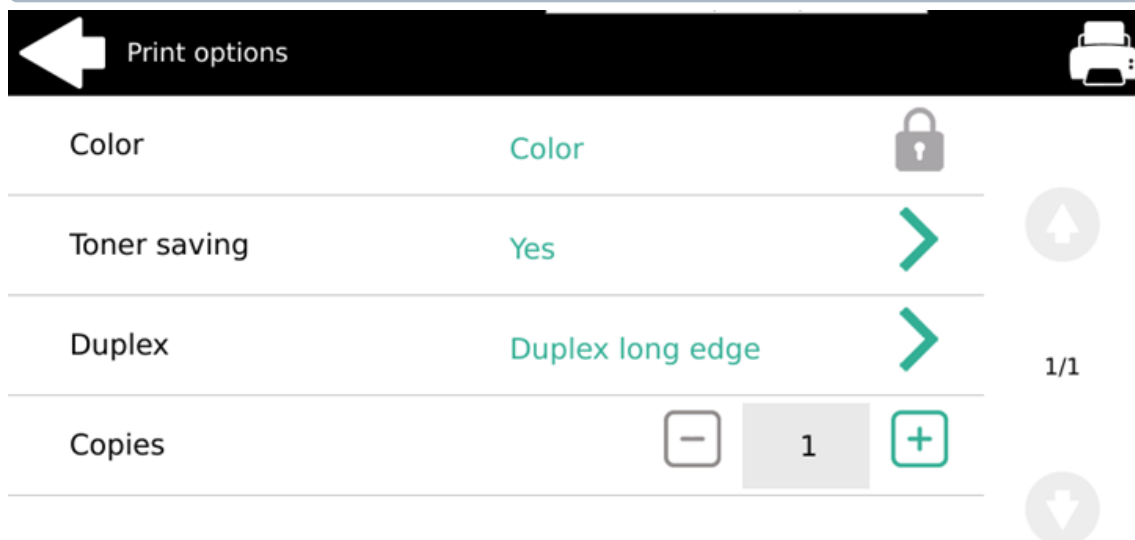 Print options
Color Color
Toner saving Yes
Duplex Duplex long edge
1/1
Copies 1